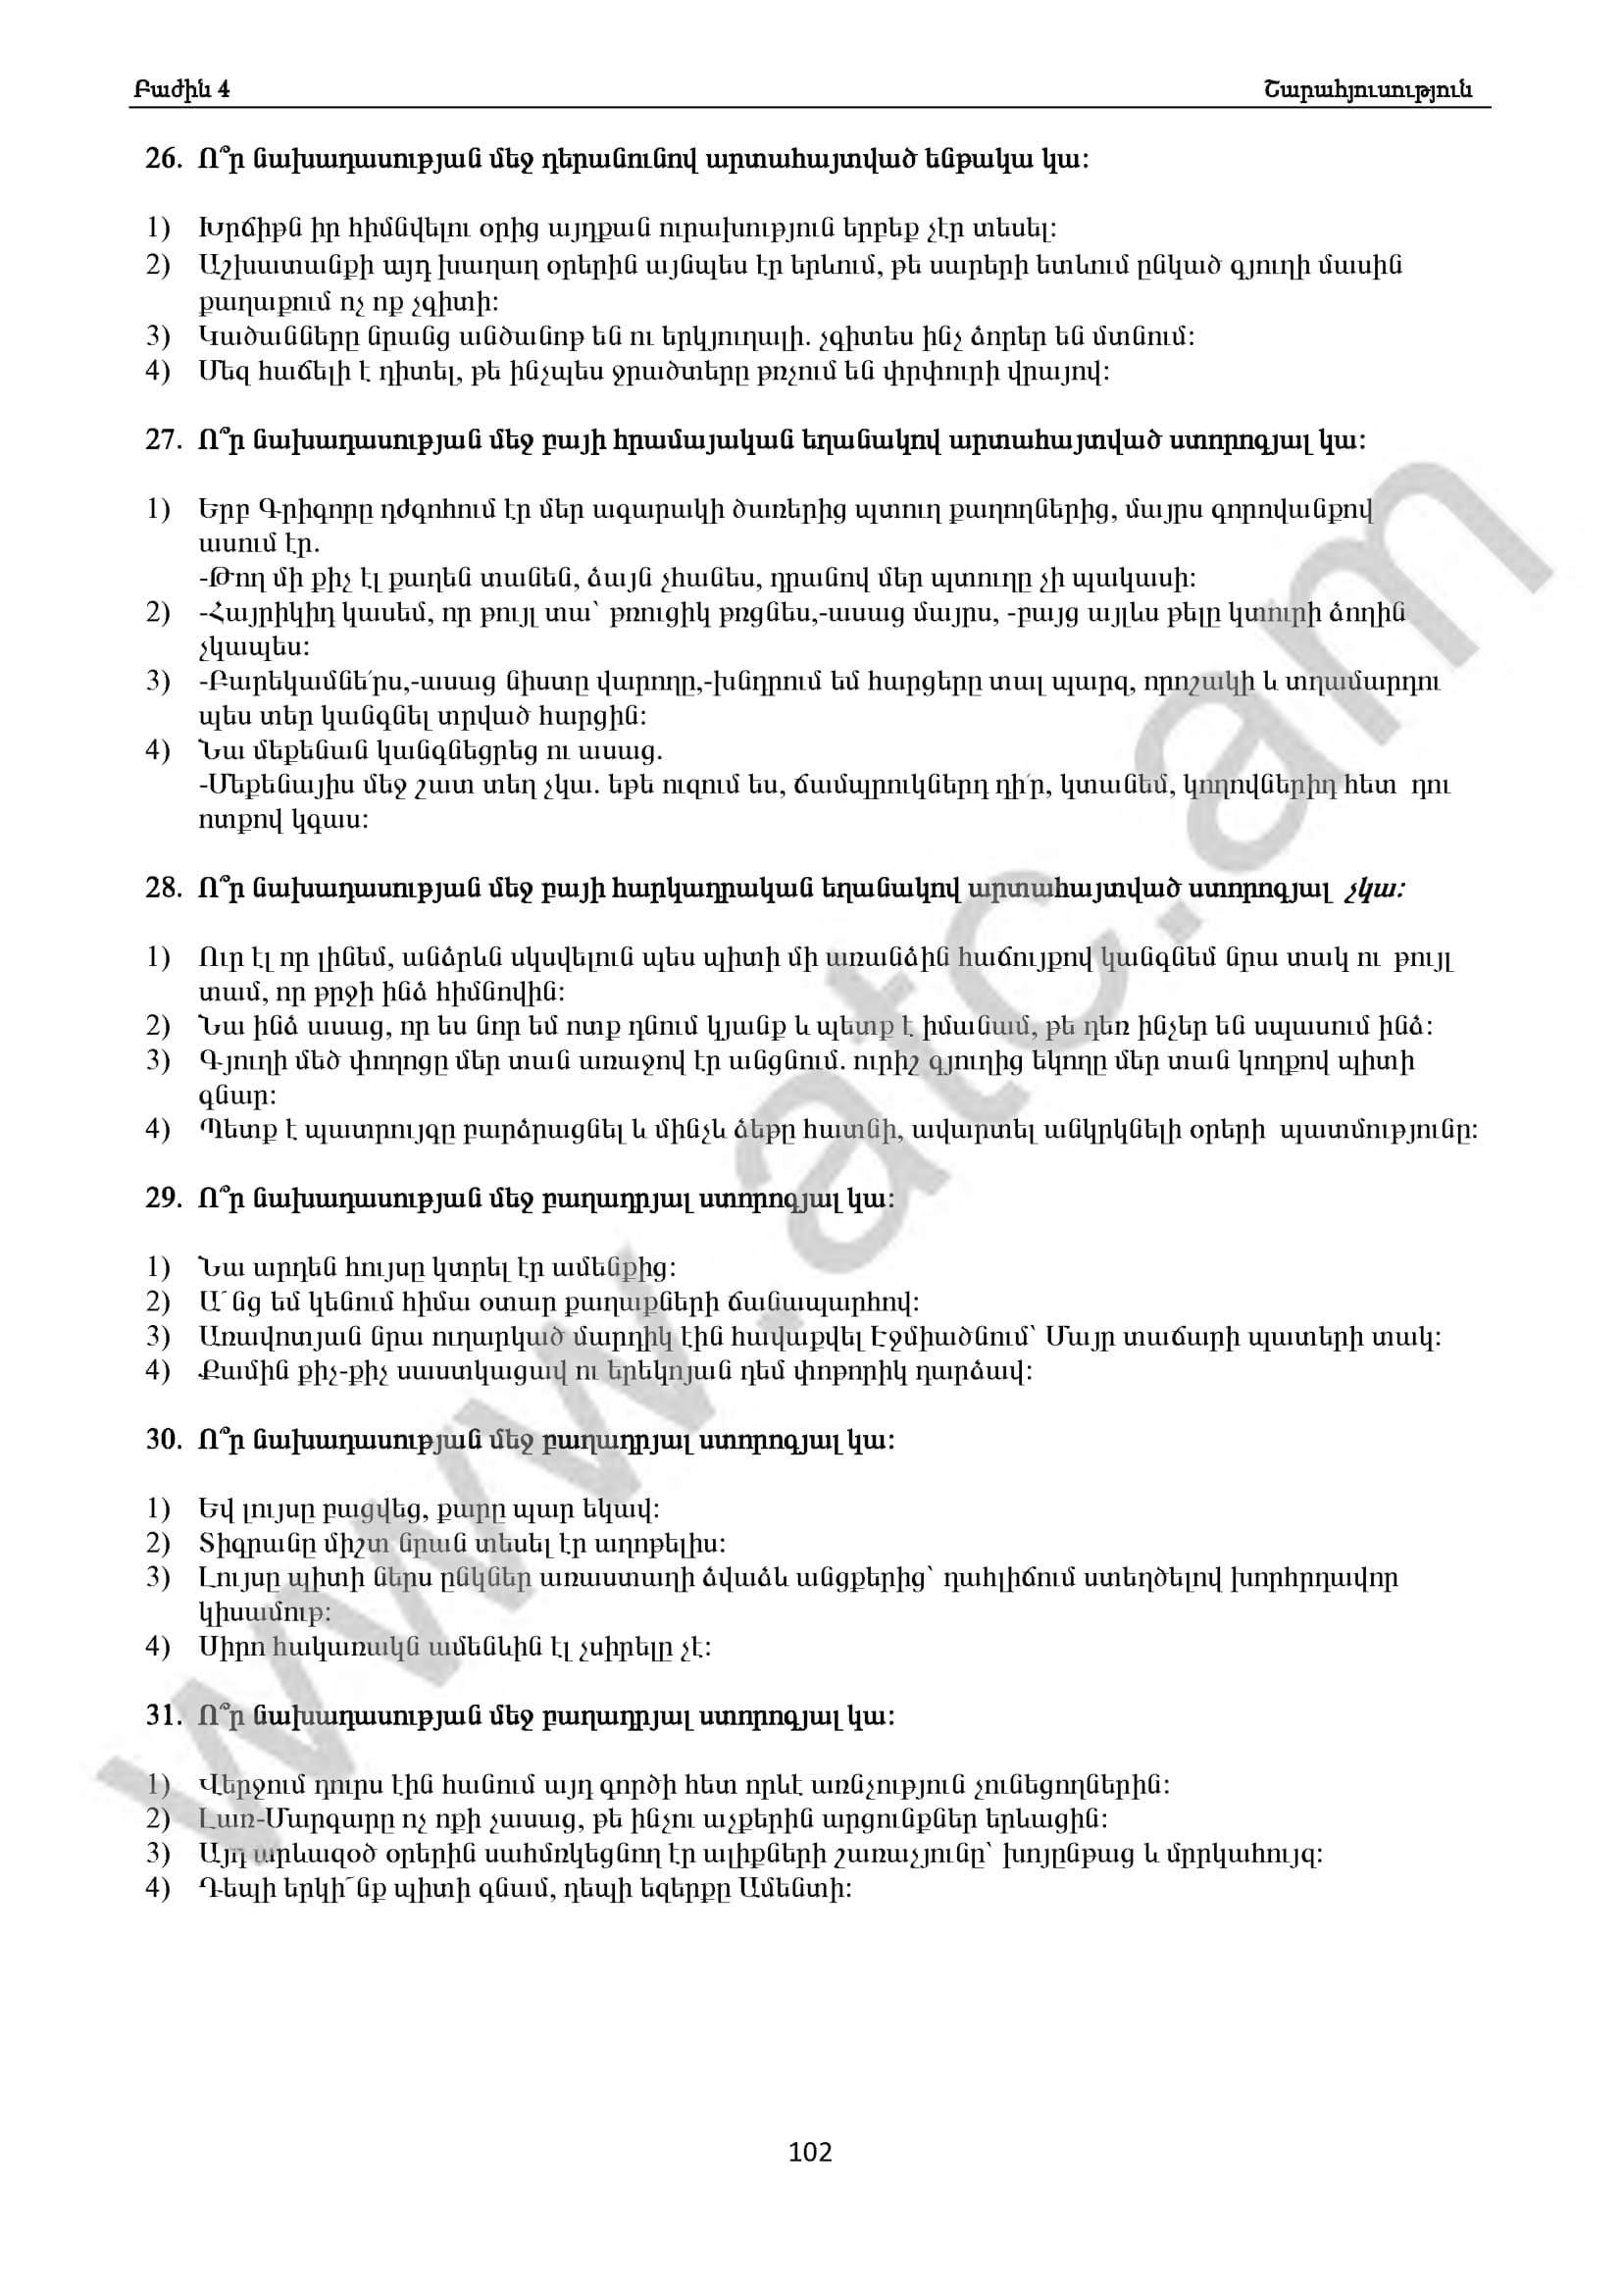 Բաժին 4
Շարահյուսություն
26. Ո՞ր նախադասության մեջ դերանունով արտահայտված ենթակա կա:
1) Խրճիթն իր հիմնվելու օրից այդքան ուրախություն երբեք չէր տեսել:
2) Աշխատանքի այդ խաղաղ օրերին այնպես էր երևում, թե սարերի ետևում ընկած գյուղի մասին
քաղաքում ոչ ոք չգիտի:
3) Կածանները նրանց անծանոթ են ու երկյուղալի. չգիտես ինչ ձորեր են մտնում:
4) Մեզ հաճելի է դիտել, թե ինչպես ջրածտերը թռչում են փրփուրի վրայով:
27. Ո՞ր նախադասության մեջ բայի հրամայական եղանակով արտահայտված ստորոգյալ կա:
1) Երբ Գրիգորը դժգոհում էր մեր ագարակի ծառերից պտուղ քաղողներից, մայրս գորովանքով
ասում էր.
-Թող մի քիչ էլ քաղեն տանեն, ձայն չհանես, դրանով մեր պտուղը չի պակասի:
2) -Հայրիկիդ կասեմ, որ թույլ տա՝ թռուցիկ թռցնես,-ասաց մայրս, -բայց այլևս թելը կտուրի ձողին
չկապես:
3) -Բարեկամնե՛րս,-ասաց նիստը վարողը,-խնդրում եմ հարցերը տալ պարզ, որոշակի և տղամարդու
պես տեր կանգնել տրված հարցին:
4) Նա մեքենան կանգնեցրեց ու ասաց.
-Մեքենայիս մեջ շատ տեղ չկա. եթե ուզում ես, ճամպրուկներդ դի՛ր, կտանեմ, կողովներիդ հետ դու
ոտքով կգաս:
28. Ո՞ր նախադասության մեջ բայի հարկադրական եղանակով արտահայտված ստորոգյալ չկա:
1) Ուր էլ որ լինեմ, անձրևն սկսվելուն պես պիտի մի առանձին հաճույքով կանգնեմ նրա տակ ու թույլ
տամ, որ թրջի ինձ հիմնովին:
2) Նա ինձ ասաց, որ ես նոր եմ ոտք դնում կյանք և պետք է իմանամ, թե դեռ ինչեր են սպասում ինձ:
3) Գյուղի մեծ փողոցը մեր տան առաջով էր անցնում. ուրիշ գյուղից եկողը մեր տան կողքով պիտի
գնար:
4) Պետք է պատրույգը բարձրացնել և մինչև ձեթը հատնի, ավարտել անկրկնելի օրերի պատմությունը:
29. Ո՞ր նախադասության մեջ բաղադրյալ ստորոգյալ կա:
1) Նա արդեն հույսը կտրել էր ամենքից:
2) Ա՜նց եմ կենում հիմա օտար քաղաքների ճանապարհով:
3) Առավոտյան նրա ուղարկած մարդիկ էին հավաքվել Էջմիածնում՝ Մայր տաճարի պատերի տակ:
4) Քամին քիչ-քիչ սաստկացավ ու երեկոյան դեմ փոթորիկ դարձավ:
30. Ո՞ր նախադասության մեջ բաղադրյալ ստորոգյալ կա:
1) Եվ լույսը բացվեց, քարը պար եկավ:
2) Տիգրանը միշտ նրան տեսել էր աղոթելիս:
3) Լույսը պիտի ներս ընկներ առաստաղի ձվաձև անցքերից՝ դահլիճում ստեղծելով խորհրդավոր
կիսամութ:
4) Սիրո հակառակն ամենևին էլ չսիրելը չէ:
31. Ո՞ր նախադասության մեջ բաղադրյալ ստորոգյալ կա:
1) Վերջում դուրս էին հանում այդ գործի հետ որևէ առնչություն չունեցողներին:
2) Լառ-Մարգարը ոչ ոքի չասաց, թե ինչու աչքերին արցունքներ երևացին:
3) Այդ արևազօծ օրերին սահմռկեցնող էր ալիքների շառաչյունը՝ խոյընթաց և մրրկահույզ:
4) Դեպի երկի՜նք պիտի գնամ, դեպի եզերքը Ամենտի:
www.atc.am
102